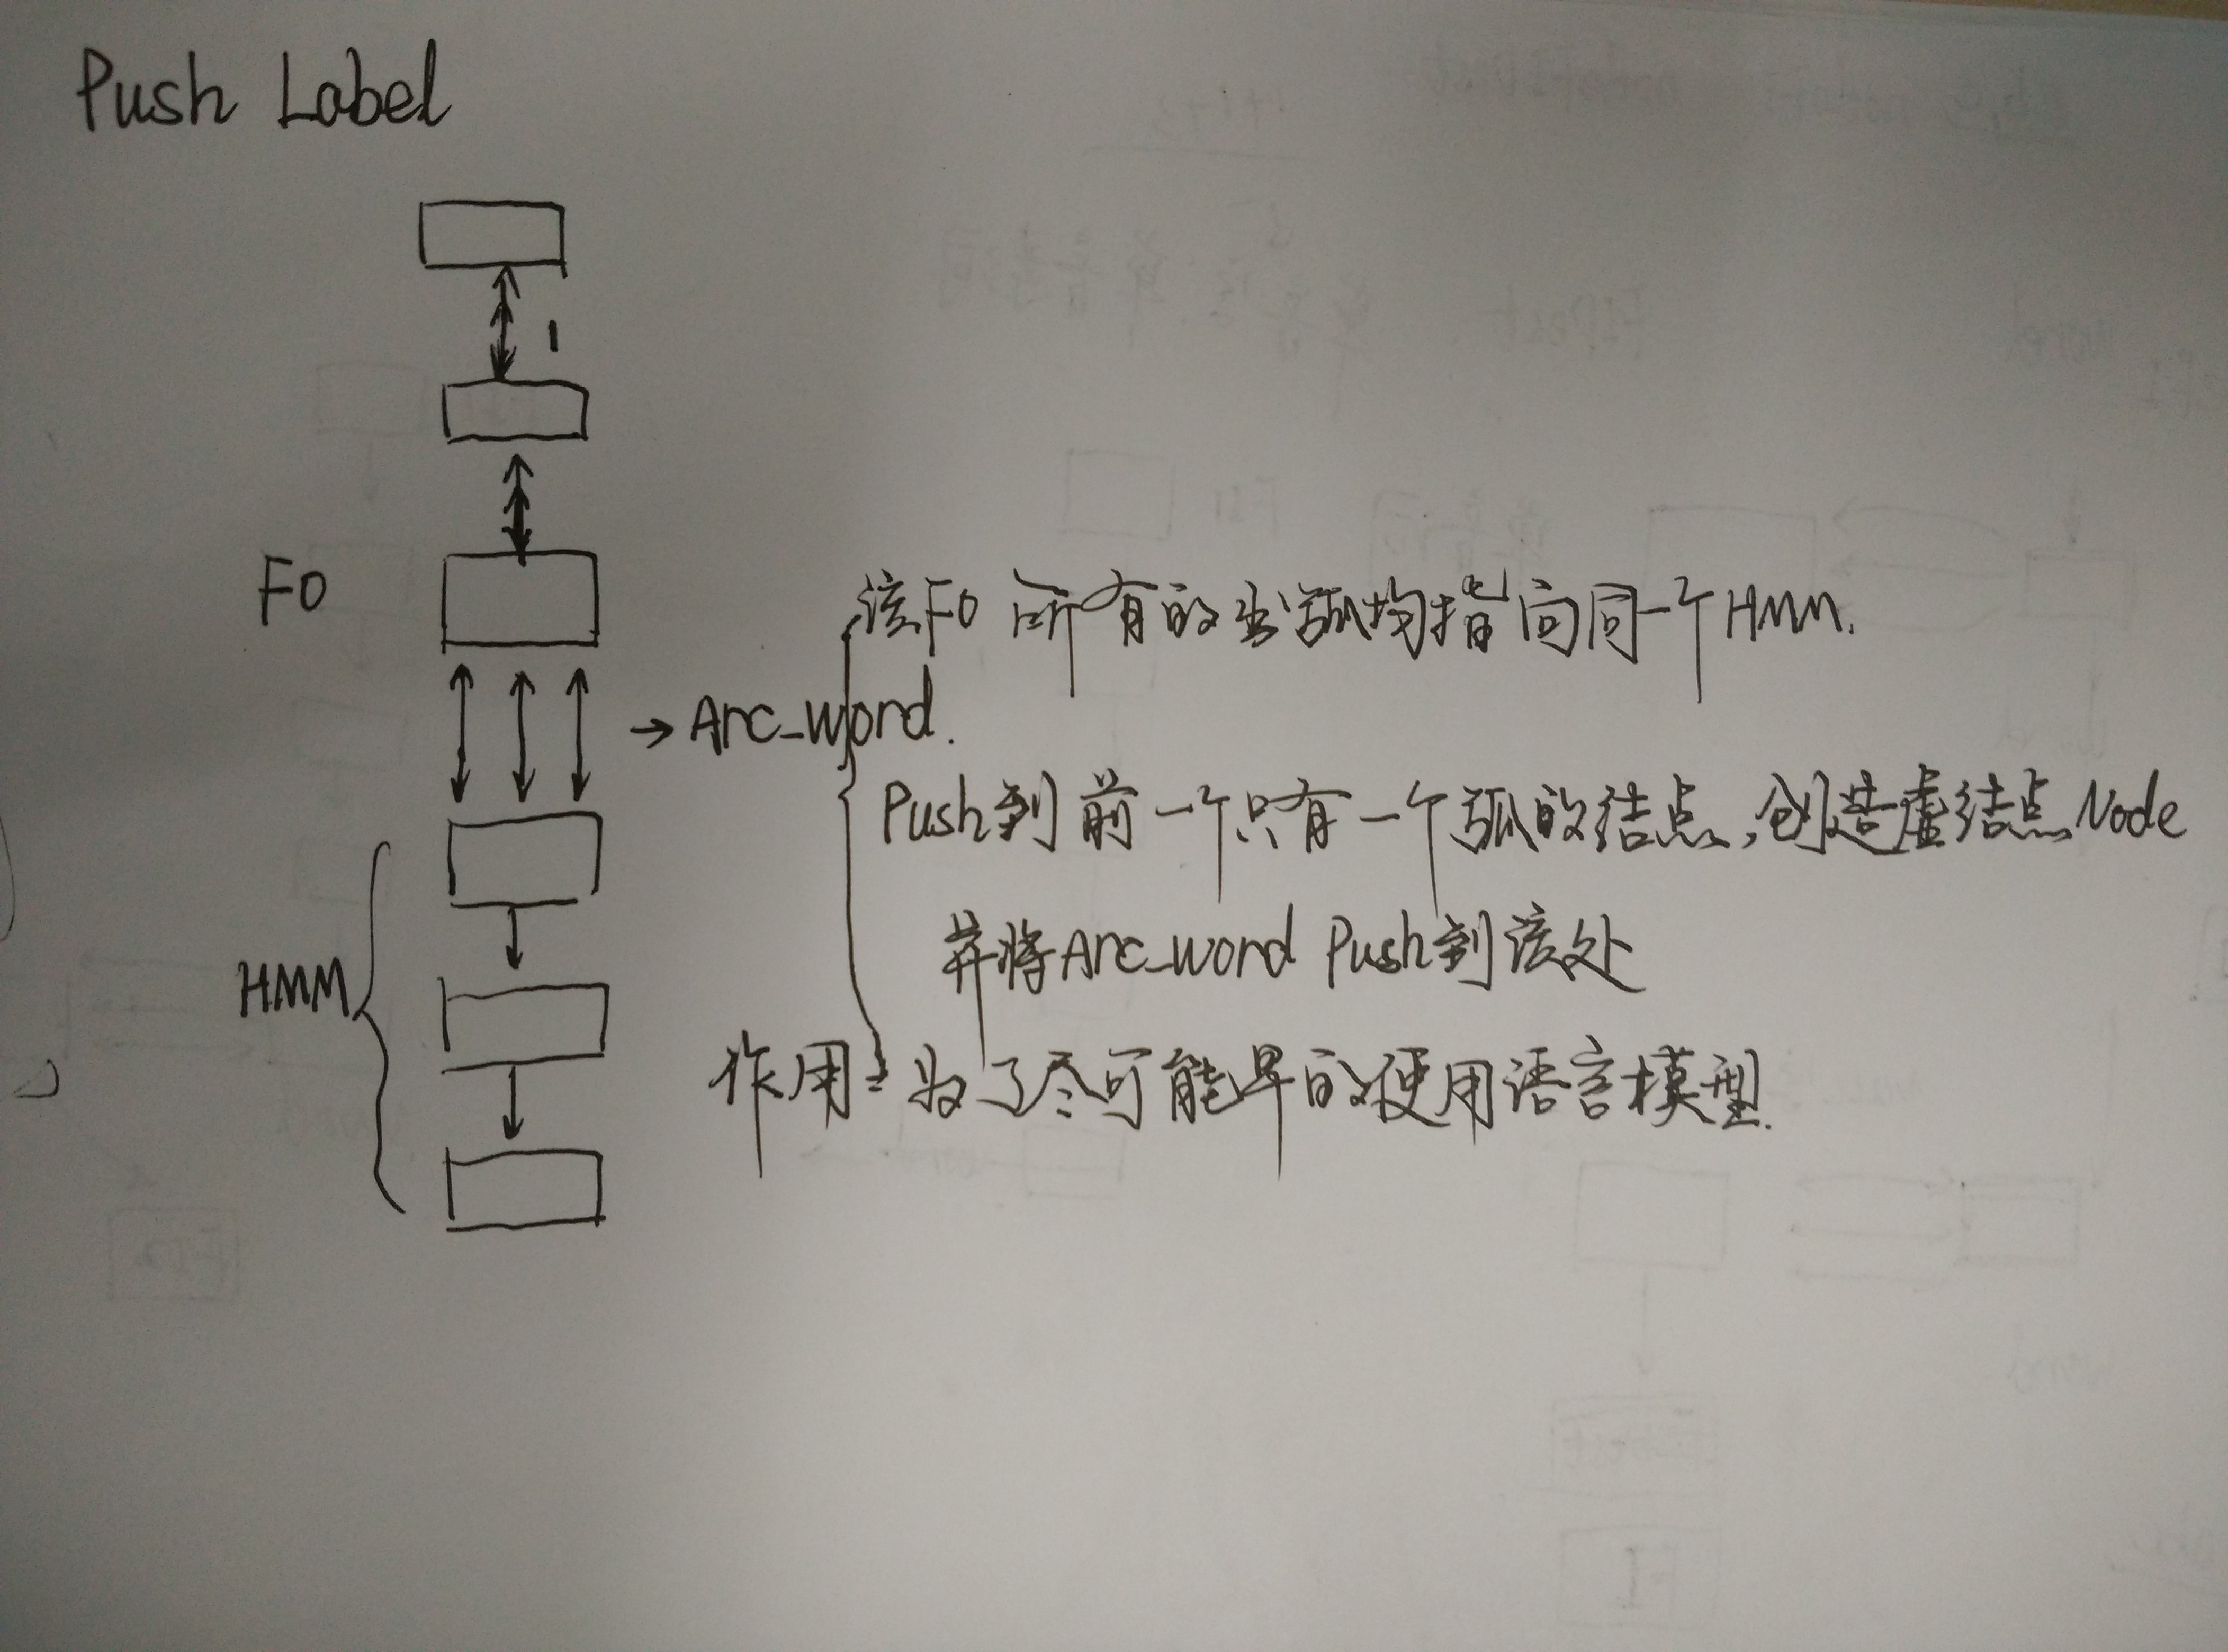 Push Label
1
FO
该FO所有的出弧均指向同一个HMM.
→ Arc_word.
Push到前一个只有一个弧的结点,创造虚结点Node
并将Arc_word Push到该处
HMM
作用:为了尽可能早的使用语言模型.